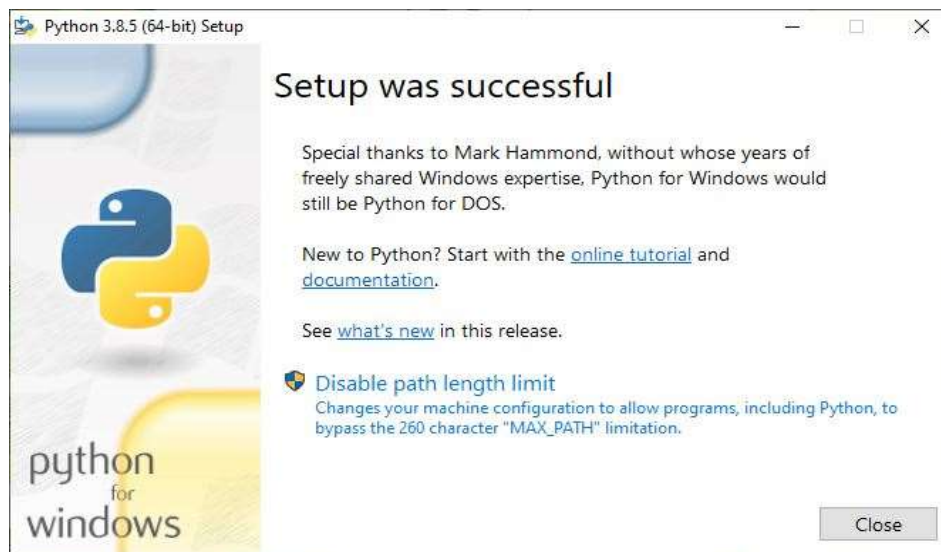 Python 3.8.5 (64-bit) Setup
Setup was successful
Special thanks to Mark Hammond, without whose years of
freely shared Windows expertise, Python for Windows would
still be Python for DOS.
New to Python? Start with the online tutorial and
documentation.
See what's new in this release.
Disable path length limit
Changes your machine configuration to allow programs, including Python, to
bypass the 260 character "MAX_PATH" limitation.
python
for
windows
Close